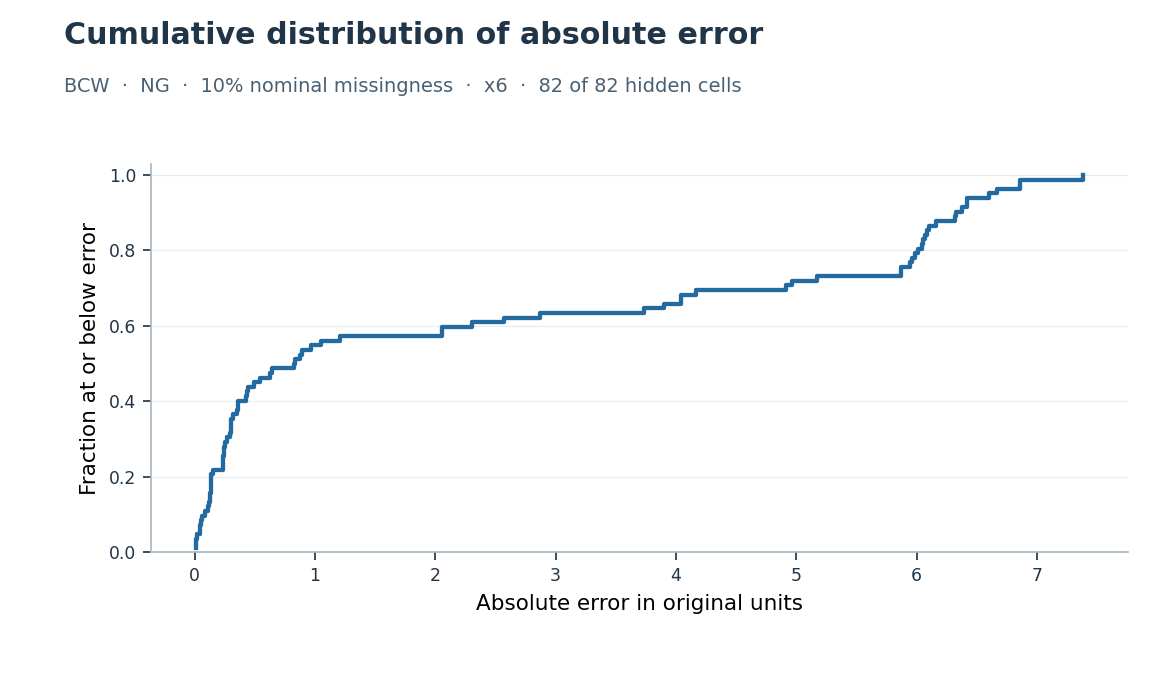 Cumulative distribution of absolute error
BCW · NG · 10% nominal missingness · x6 · 82 of 82 hidden cells
Fraction at or below error
1.0
0.8
0.6
0.4
0.2
0.0
0 1 2 3 4 5 6 7
Absolute error in original units